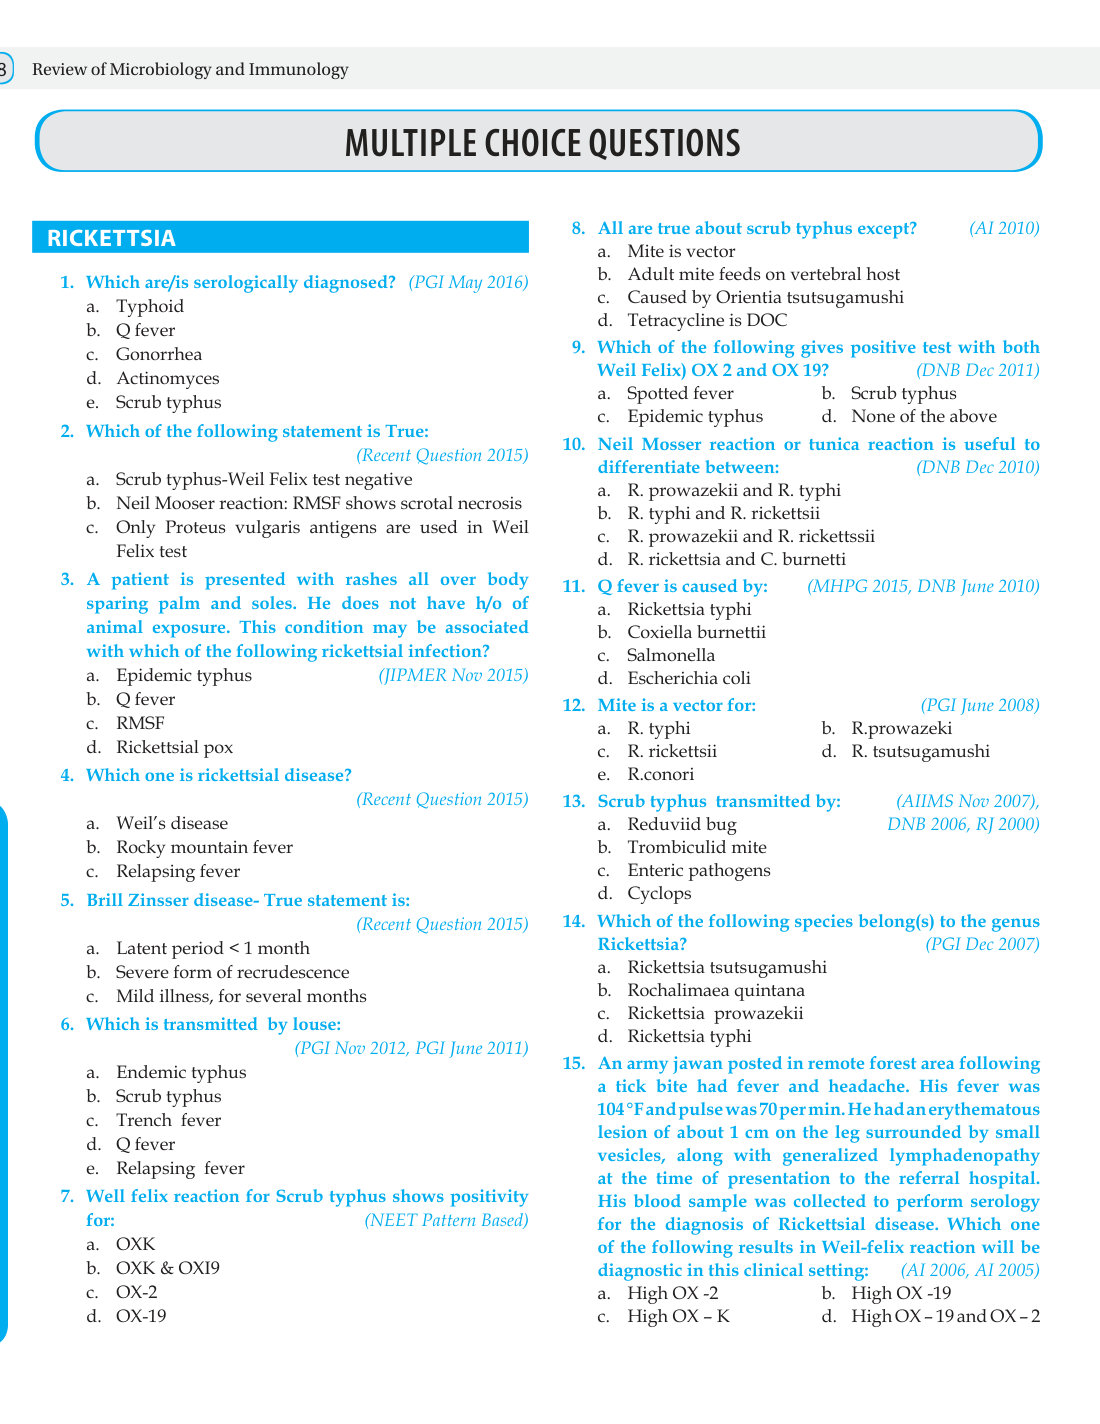 8
Review of Microbiology and Immunology
MULTIPLE CHOICE QUESTIONS
RICKETTSIA
1. Which are/is serologically diagnosed? (PGI May 2016)
a. Typhoid
b. Q fever
c. Gonorrhea
d. Actinomyces
e. Scrub typhus
2. Which of the following statement is True:
(Recent Question 2015)
a. Scrub typhus-Weil Felix test negative
b. Neil Mooser reaction: RMSF shows scrotal necrosis
c. Only Proteus vulgaris antigens are used in Weil
Felix test
3. A patient is presented with rashes all over body
sparing palm and soles. He does not have h/o of
animal exposure. This condition may be associated
with which of the following rickettsial infection?
a. Epidemic typhus (JIPMER Nov 2015)
b. Q fever
c. RMSF
d. Rickettsial pox
4. Which one is rickettsial disease?
(Recent Question 2015)
a. Weil's disease
b. Rocky mountain fever
c. Relapsing fever
5. Brill Zinsser disease- True statement is:
(Recent Question 2015)
a. Latent period < 1 month
b. Severe form of recrudescence
c. Mild illness, for several months
6. Which is transmitted by louse:
(PGI Nov 2012, PGI June 2011)
a. Endemic typhus
b. Scrub typhus
c. Trench fever
d. Q fever
e. Relapsing fever
7. Well felix reaction for Scrub typhus shows positivity
for: (NEET Pattern Based)
a. OXK
b. OXK & OXI9
c. OX-2
d. OX-19
8. All are true about scrub typhus except? (AI 2010)
a. Mite is vector
b. Adult mite feeds on vertebral host
c. Caused by Orientia tsutsugamushi
d. Tetracycline is DOC
9. Which of the following gives positive test with both
Weil Felix) OX 2 and OX 19? (DNB Dec 2011)
a. Spotted fever b. Scrub typhus
c. Epidemic typhus d. None of the above
10. Neil Mosser reaction or tunica reaction is useful to
differentiate between: (DNB Dec 2010)
a. R. prowazekii and R. typhi
b. R. typhi and R. rickettsii
c. R. prowazekii and R. rickettssii
d. R. rickettsia and C. burnetti
11. Q fever is caused by: (MHPG 2015, DNB June 2010)
a. Rickettsia typhi
b. Coxiella burnettii
c. Salmonella
d. Escherichia coli
12. Mite is a vector for: (PGI June 2008)
a. R. typhi b. R.prowazeki
c. R. rickettsii d. R. tsutsugamushi
e. R.conori
13. Scrub typhus transmitted by: (AIIMS Nov 2007),
a. Reduviid bug DNB 2006, RJ 2000)
b. Trombiculid mite
c. Enteric pathogens
d. Cyclops
14. Which of the following species belong(s) to the genus
Rickettsia? (PGI Dec 2007)
a. Rickettsia tsutsugamushi
b. Rochalimaea quintana
c. Rickettsia prowazekii
d. Rickettsia typhi
15. An army jawan posted in remote forest area following
a tick bite had fever and headache. His fever was
104 °F and pulse was 70 per min. He had an erythematous
lesion of about 1 cm on the leg surrounded by small
vesicles, along with generalized lymphadenopathy
at the time of presentation to the referral hospital.
His blood sample was collected to perform serology
for the diagnosis of Rickettsial disease. Which one
of the following results in Weil-felix reaction will be
diagnostic in this clinical setting: (AI 2006, AI 2005)
a. High OX -2 b. High OX -19
c. High OX – K d. High OX – 19 and OX – 2